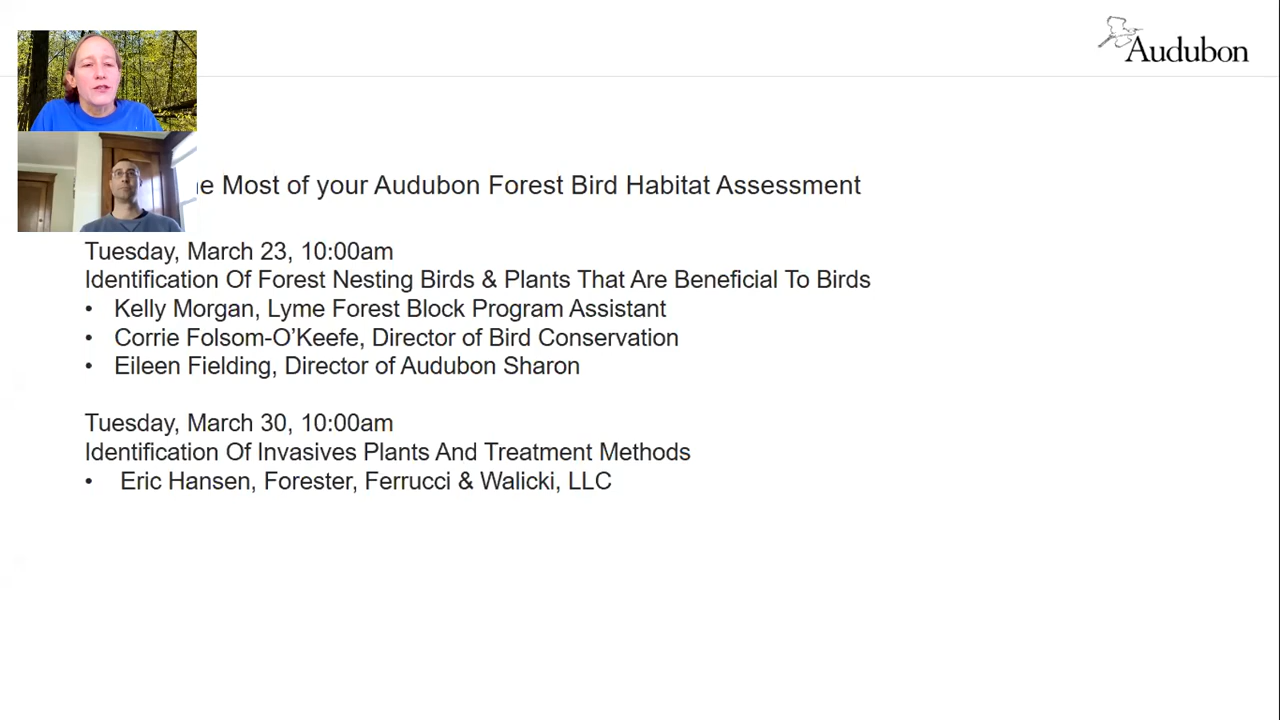 Audubon
e Most of your Audubon Forest Bird Habitat Assessment
Tuesday, March 23, 10:00am
Identification Of Forest Nesting Birds & Plants That Are Beneficial To Birds
• Kelly Morgan, Lyme Forest Block Program Assistant
• Corrie Folsom-O’Keefe, Director of Bird Conservation
• Eileen Fielding, Director of Audubon Sharon
Tuesday, March 30, 10:00am
Identification Of Invasives Plants And Treatment Methods
• Eric Hansen, Forester, Ferrucci & Walicki, LLC